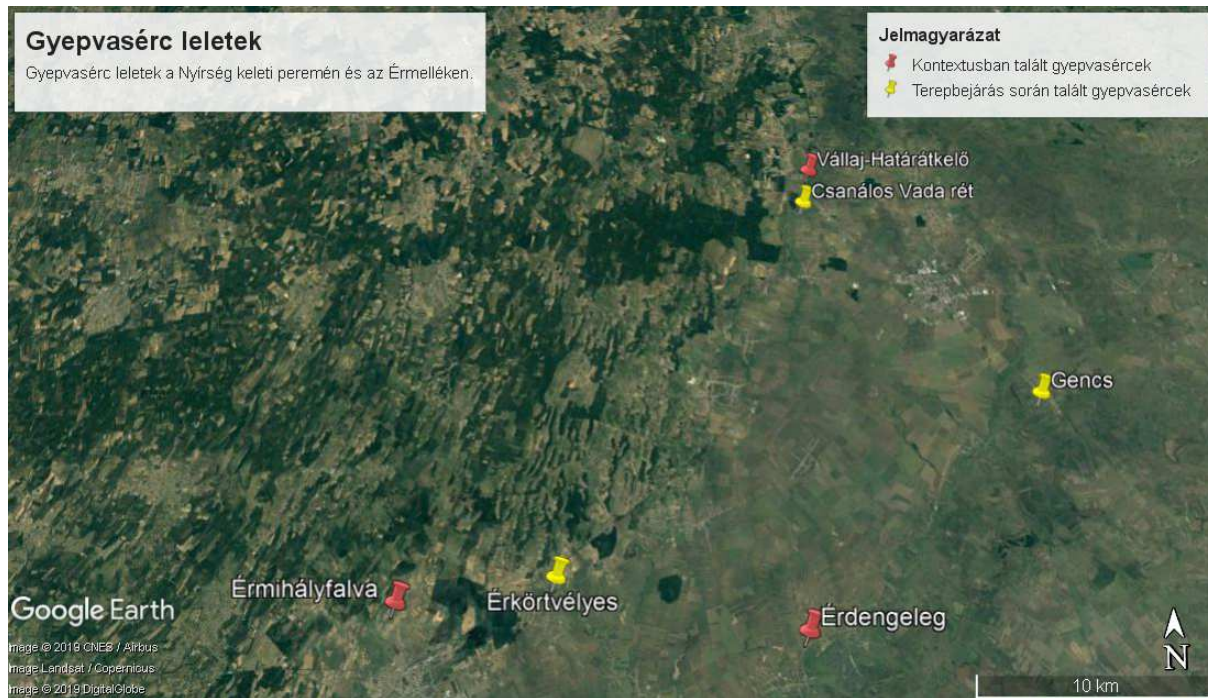 Gyepvasérc leletek
Gyepvasérc leletek a Nyírség keleti peremén és az Érmelléken.
Jelmagyarázat
Kontextusban talált gyepvasércek
Terepbejárás során talált gyepvasércek
Vállaj-Határátkelő
Csanálos Vada rét
Gencs
Érmihályfalva
Érkörtvélyes
Érdengeleg
Google Earth
Image © 2019 CNES / Airbus
Image Landsat / Copernicus
Image © 2019 DigitalGlobe
N
10 km